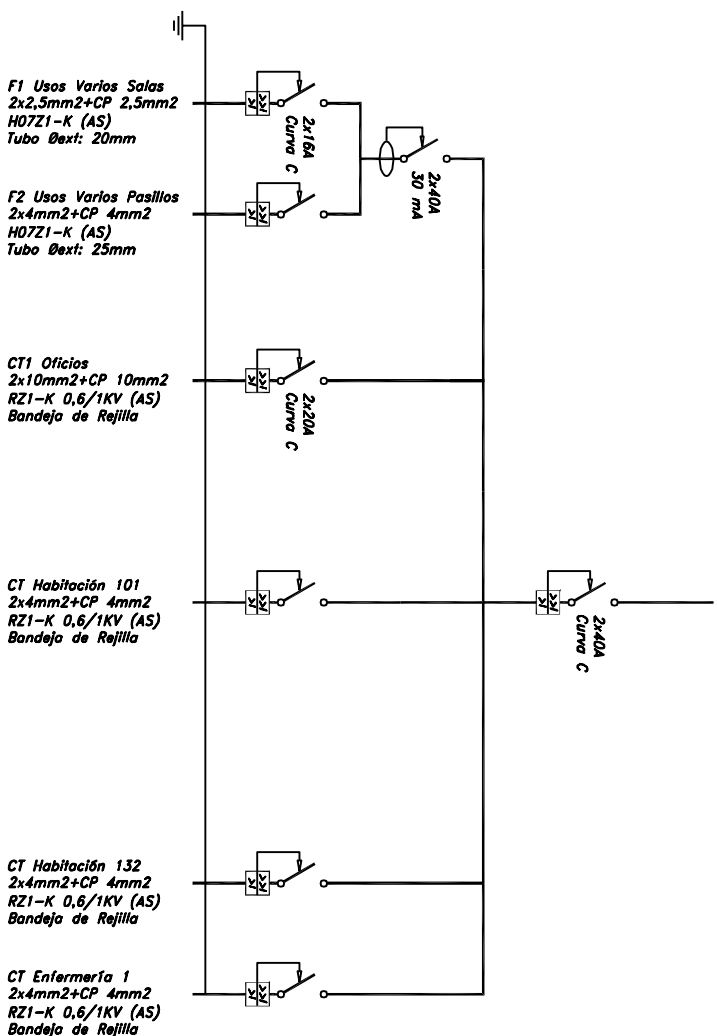 F1 Usos Varios Salas
2x2,5mm2+CP 2,5mm2
H07Z1-K (AS)
Tubo Øext: 20mm
2x16A
Curva C
2x40A
30 mA
F2 Usos Varios Pasillos
2x4mm2+CP 4mm2
H07Z1-K (AS)
Tubo Øext: 25mm
CT1 Oficios
2x10mm2+CP 10mm2
RZ1-K 0,6/1KV (AS)
Bandeja de Rejilla
2x20A
Curva C
CT Habitación 101
2x4mm2+CP 4mm2
RZ1-K 0,6/1KV (AS)
Bandeja de Rejilla
2x40A
Curva C
CT Habitación 132
2x4mm2+CP 4mm2
RZ1-K 0,6/1KV (AS)
Bandeja de Rejilla
CT Enfermería 1
2x4mm2+CP 4mm2
RZ1-K 0,6/1KV (AS)
Bandeja de Rejilla